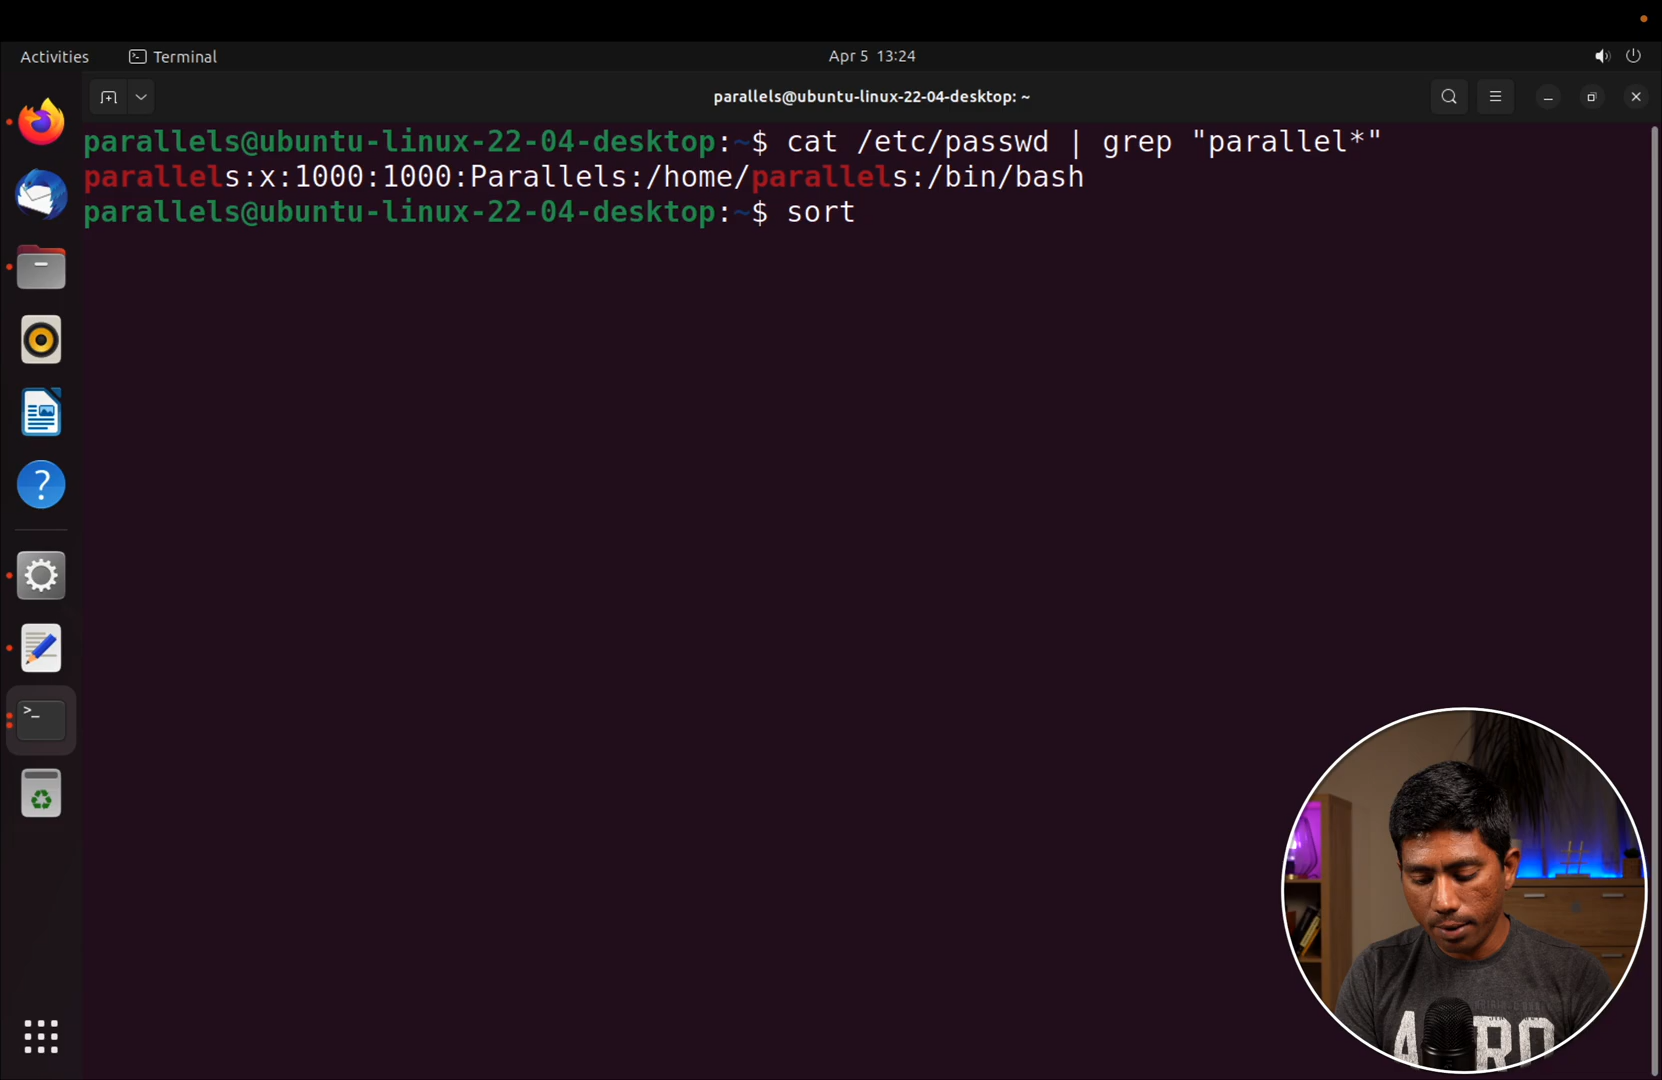 Activities
Terminal
Apr 5 13:24
parallels@ubuntu-linux-22-04-desktop: ~
parallels@ubuntu-linux-22-04-desktop:~$ cat /etc/passwd | grep "parallel*"
parallels:x:1000:1000:Parallels:/home/parallels:/bin/bash
parallels@ubuntu-linux-22-04-desktop:~$ sort